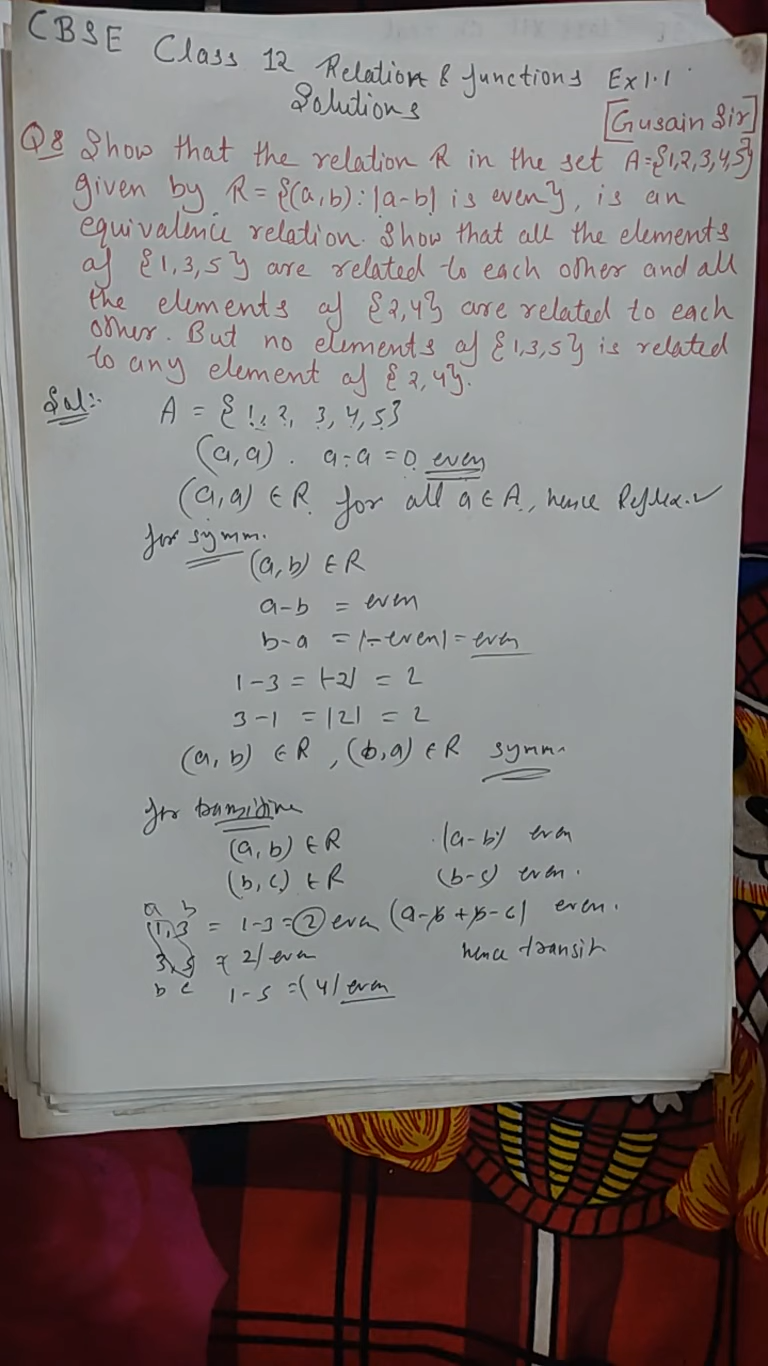 CBSE Class 12 Relation & functions Ex 1.1
Solutions
[Gusain Sir]
Q8 Show that the relation R in the set A={1,2,3,4,5}
given by R = {(a,b): |a-b| is even}, is an
equivalence relation. Show that all the elements
of {1,3,5} are related to each other and all
the elements of {2,4} are related to each
other. But no elements of {1,3,5} is related
to any element of {2,4}.
Sol:- A = {1, 2, 3, 4, 5}
(a,a) . a-a = 0 even
(a,a) ∈ R for all a ∈ A, hence Reflex.
for symm.
(a,b) ∈ R
a-b = even
b-a = |-even| = even
1-3 = |-2| = 2
3-1 = |2| = 2
(a,b) ∈ R, (b,a) ∈ R symm
for transitive
(a,b) ∈ R |a-b| even
(b,c) ∈ R (b-c) even.
a b
1,3 = 1-3 = 2 even (a-b+b-c| even.
3,5 = 2| even hence transit
b c 1-5 = (4| even